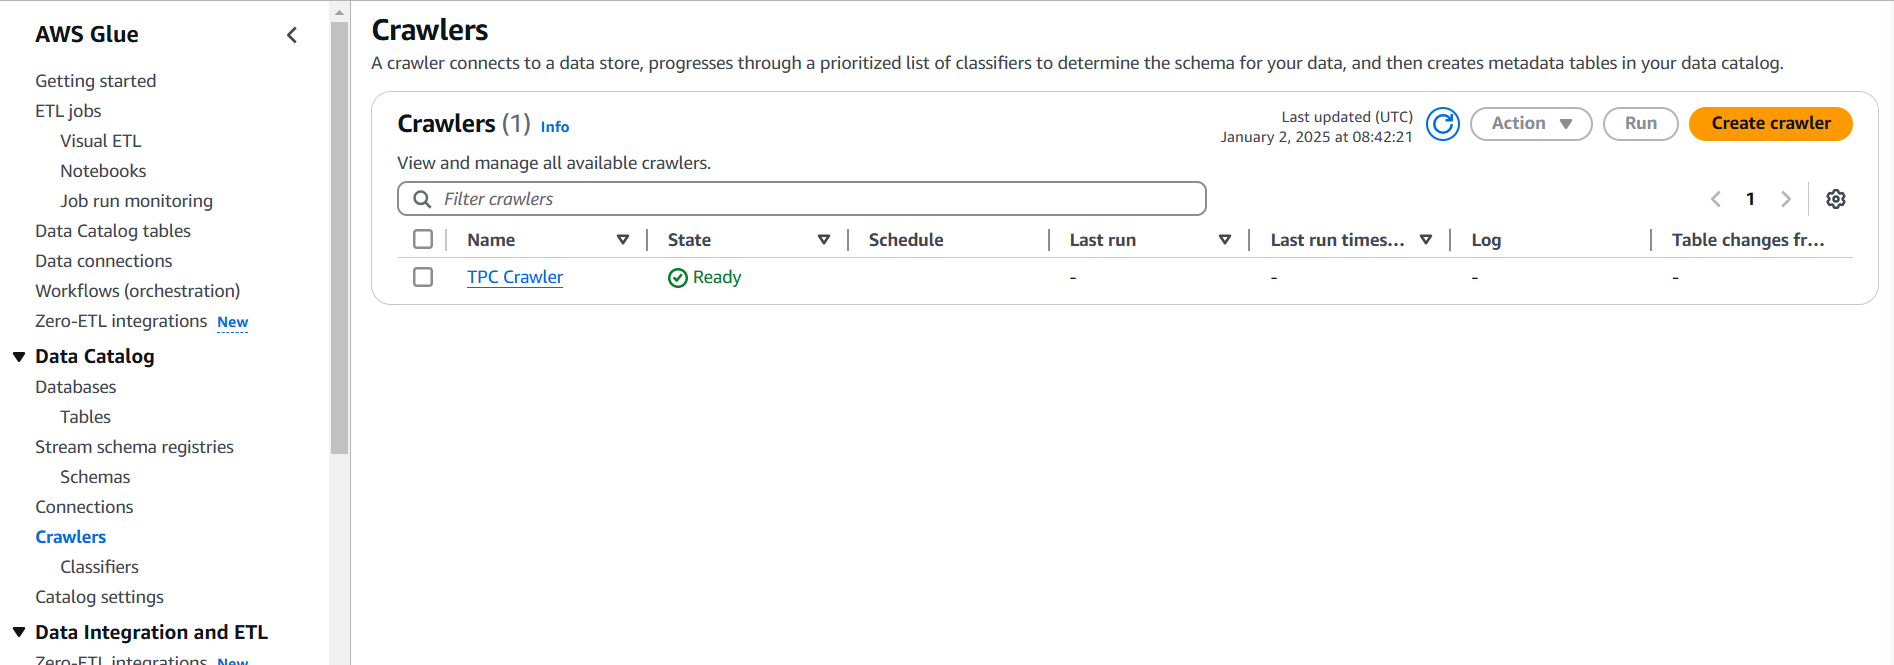 AWS Glue
Getting started
ETL jobs
Visual ETL
Notebooks
Job run monitoring
Data Catalog tables
Data connections
Workflows (orchestration)
Zero-ETL integrations New
Data Catalog
Databases
Tables
Stream schema registries
Schemas
Connections
Crawlers
Classifiers
Catalog settings
Data Integration and ETL
Zero-ETL integrations New
Crawlers
A crawler connects to a data store, progresses through a prioritized list of classifiers to determine the schema for your data, and then creates metadata tables in your data catalog.
Crawlers (1) Info
Last updated (UTC)
January 2, 2025 at 08:42:21
Action
Run
Create crawler
View and manage all available crawlers.
Filter crawlers
1
Name State Schedule Last run Last run times... Log Table changes fr...
TPC Crawler Ready - - - -